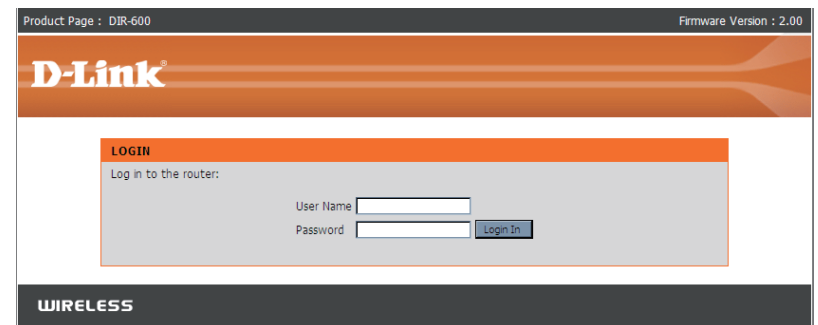 Product Page : DIR-600 Firmware Version : 2.00
D-Link®
LOGIN
Log in to the router:
User Name
Password Login In
WIRELESS